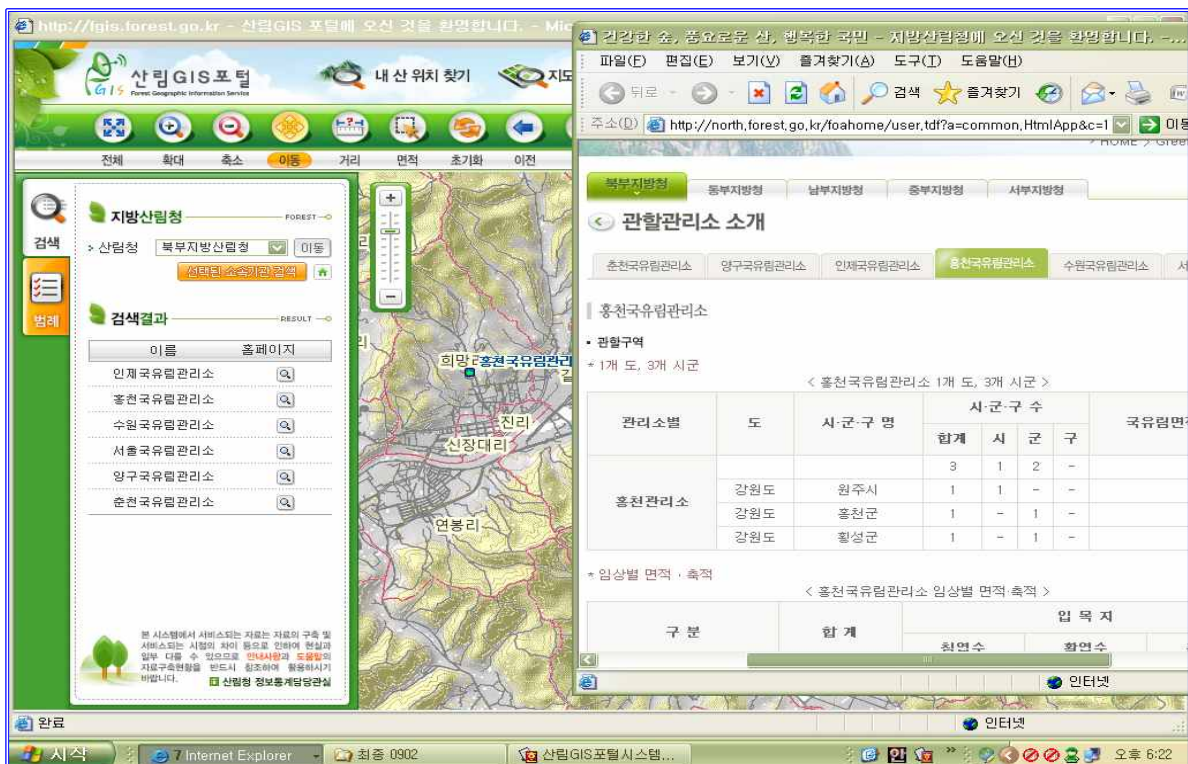 http://fgis.forest.go.kr - 산림GIS 포털에 오신 것을 환영합니다. - Mic
산림GIS포털
Forest Geographic Information Service
내 산 위치 찾기
지도
전체 확대 축소 이동 거리 면적 초기화 이전
검색
범례
지방산림청
FOREST
산림청 북부지방산림청 이동
선택된 소속기관 검색
검색결과
RESULT
이름 홈페이지
인제국유림관리소
홍천국유림관리소
수원국유림관리소
서울국유림관리소
양구국유림관리소
춘천국유림관리소
본 시스템에서 서비스되는 자료는 자료의 구축 및
서비스되는 시점의 차이 등으로 인하여 현실과
일부 다를 수 있으므로 안내사항과 도움말의
자료구축현황을 반드시 참조하여 활용하시기
바랍니다.
산림청 정보통계담당관실
희망리
홍천국유림관리
진리
신장대리
연봉리
건강한 숲, 풍요로운 산, 행복한 국민 - 지방산림청에 오신 것을 환영합니다. -...
파일(F) 편집(E) 보기(V) 즐겨찾기(A) 도구(T) 도움말(H)
뒤로 검색 즐겨찾기
주소(D) http://north.forest.go.kr/foahome/user.tdf?a=common.HtmlApp&c=1 이동
> HOME > Gree
북부지방청 동부지방청 남부지방청 중부지방청 서부지방청
관할관리소 소개
춘천국유림관리소 양구국유림관리소 인제국유림관리소 홍천국유림관리소 수원국유림관리소 서
홍천국유림관리소
관할구역
* 1개 도, 3개 시군
< 홍천국유림관리소 1개 도, 3개 시군 >
관리소별 도 시·군·구 명 시·군·구 수 국유림면적
합계 시 군 구
3 1 2 -
홍천관리소
강원도 원주시 1 1 - -
강원도 홍천군 1 - 1 -
강원도 횡성군 1 - 1 -
* 임상별 면적·축적
< 홍천국유림관리소 임상별 면적·축적 >
구 분 합 계 입 목 지
침엽수 활엽수
인터넷
완료
인터넷
시작 7 Internet Explorer 최종 0902 산림GIS포털시스템... 오후 6:22